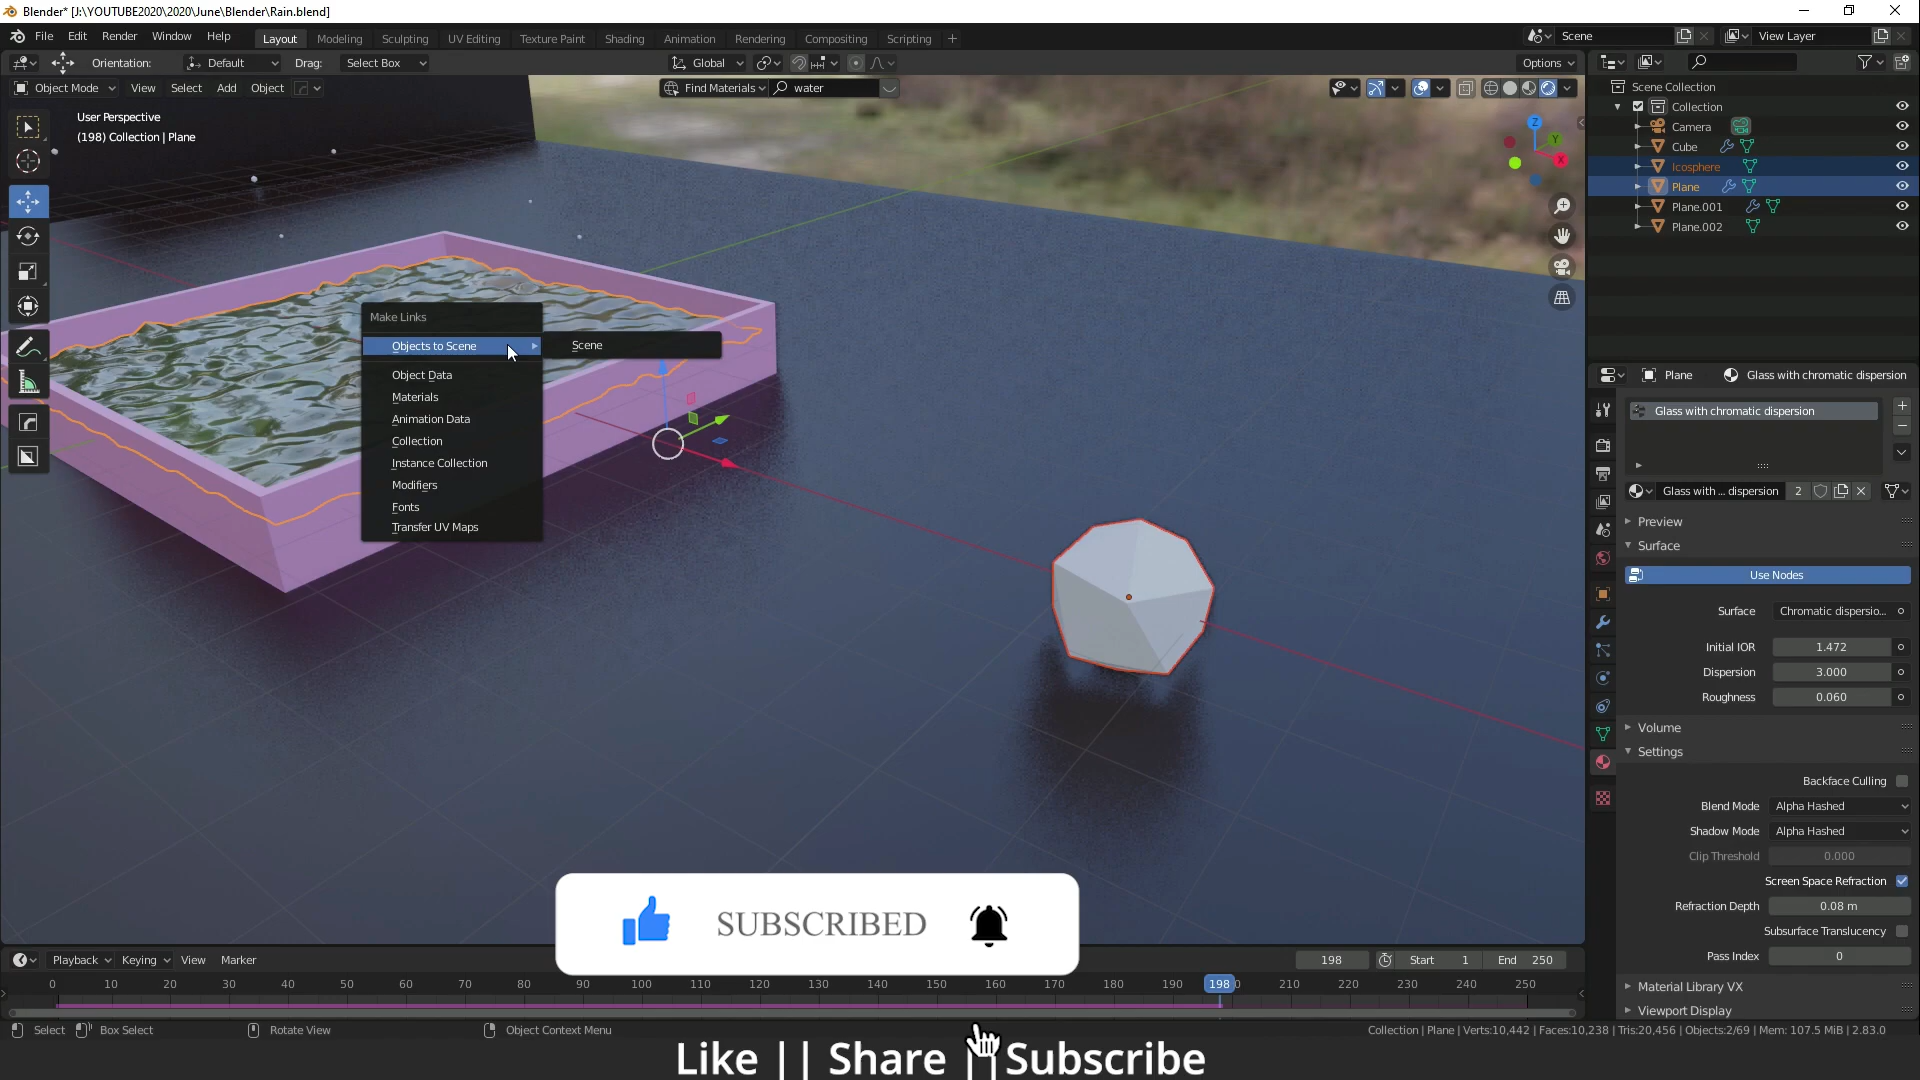 Blender* [J:\YOUTUBE2020\2020\June\Blender\Rain.blend]
File Edit Render Window Help Layout Modeling Sculpting UV Editing Texture Paint Shading Animation Rendering Compositing Scripting + Scene View Layer
Orientation: Default Drag: Select Box Global Options
Object Mode View Select Add Object Find Materials water
User Perspective
(198) Collection | Plane
Z
Y
X
Scene Collection
Collection
Camera
Cube
Icosphere
Plane
Plane.001
Plane.002
Make Links
Objects to Scene
Scene
Object Data
Materials
Animation Data
Collection
Instance Collection
Modifiers
Fonts
Transfer UV Maps
Plane Glass with chromatic dispersion
Glass with chromatic dispersion
Glass with ... dispersion 2
Preview
Surface
Use Nodes
Surface Chromatic dispersio...
Initial IOR 1.472
Dispersion 3.000
Roughness 0.060
Volume
Settings
Backface Culling
Blend Mode Alpha Hashed
Shadow Mode Alpha Hashed
Clip Threshold 0.000
Screen Space Refraction
Refraction Depth 0.08 m
Subsurface Translucency
Pass Index 0
Material Library VX
Viewport Display
SUBSCRIBED
Playback Keying View Marker 198 Start 1 End 250
0 10 20 30 40 50 60 70 80 90 100 110 120 130 140 150 160 170 180 190 198 0 210 220 230 240 250
Select Box Select Rotate View Object Context Menu Collection | Plane | Verts:10,442 | Faces:10,238 | Tris:20,456 | Objects:2/69 | Mem: 107.5 MiB | 2.83.0
Like || Share || Subscribe